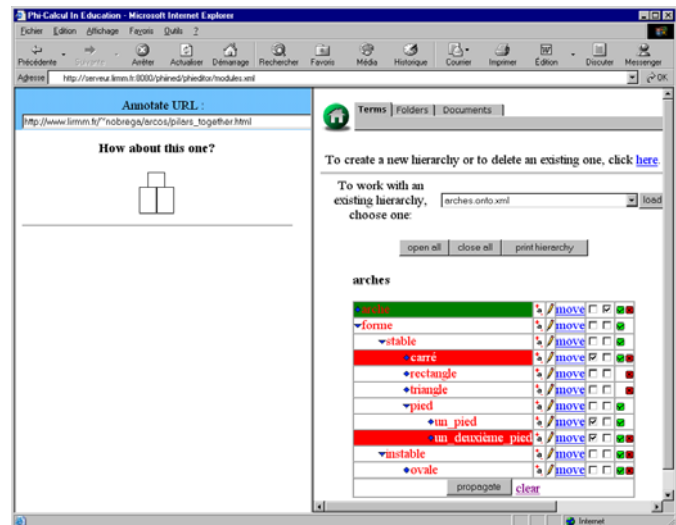 Phi-Calcul In Education - Microsoft Internet Explorer
Fichier Edition Affichage Favoris Outils ?
Précédente Suivante Arrêter Actualiser Démarrage Rechercher Favoris Média Historique Courrier Imprimer Édition Discuter Messenger
Adresse http://serveur.lirmm.fr:8080/phined/phieditor/modules.xml OK
Annotate URL :
http://www.lirmm.fr/~nobrega/arcos/pilars_together.html
How about this one?
Terms Folders Documents
To create a new hierarchy or to delete an existing one, click here.
To work with an
existing hierarchy,
choose one:
arches.onto.xml load
open all close all print hierarchy
arches
move
forme move
stable move
carré move
rectangle move
triangle move
pied move
un_pied move
un_deuxième_pied move
instable move
ovale move
propagate clear
Internet